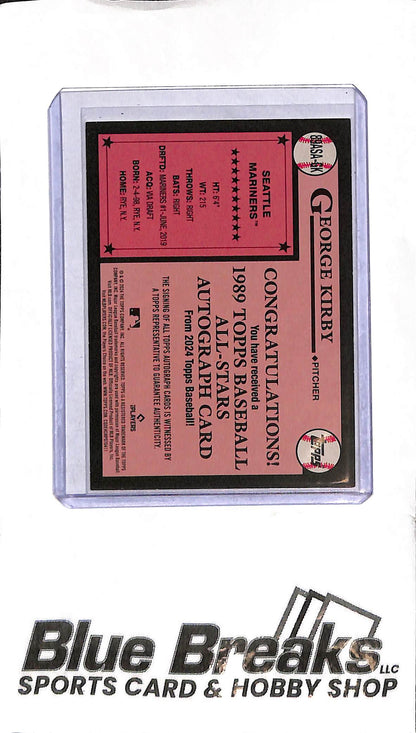 89ASA-GK
GEORGE KIRBY
◆PITCHER
Topps
SEATTLE
MARINERS™
HT: 6'4"
WT: 215
THROWS: RIGHT
BATS: RIGHT
DRFTD: MARINERS #1-JUNE, 2019
ACQ: VIA DRAFT
BORN: 2-4-98, RYE, N.Y.
HOME: RYE, N.Y.
CONGRATULATIONS!
You have received a
1989 TOPPS BASEBALL
ALL-STARS
AUTOGRAPH CARD
From 2024 Topps Baseball!
THE SIGNING OF ALL TOPPS AUTOGRAPH CARDS IS WITNESSED BY
A TOPPS REPRESENTATIVE TO GUARANTEE AUTHENTICITY.
PLAYERS
Blue Breaks LLC
SPORTS CARD & HOBBY SHOP